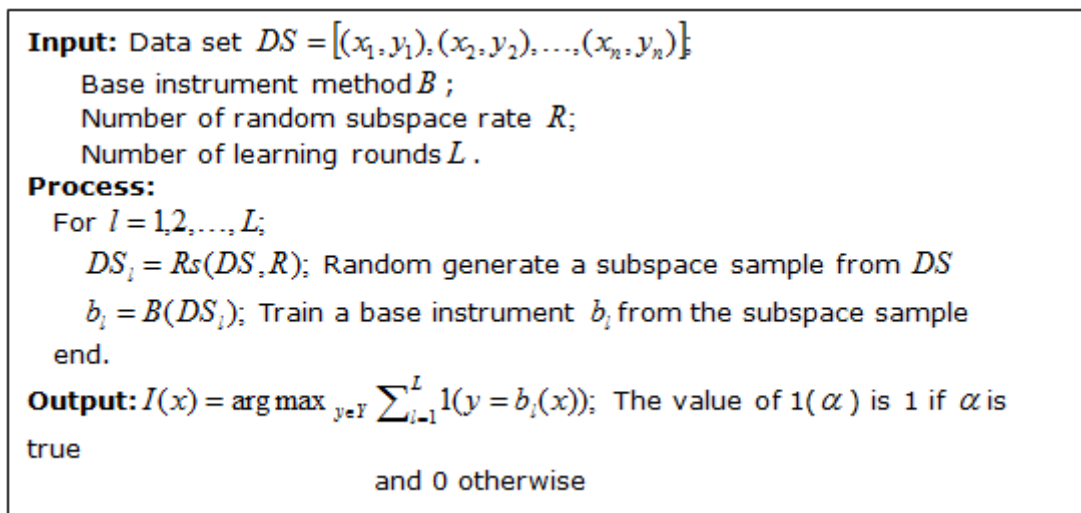 Input: Data set DS = [(x₁, y₁), (x₂, y₂), ..., (xₙ, yₙ)];
Base instrument method B ;
Number of random subspace rate R;
Number of learning rounds L .
Process:
For l = 1,2,..., L;
DSₗ = Rs(DS, R); Random generate a subspace sample from DS
bₗ = B(DSₗ); Train a base instrument bₗ from the subspace sample
end.
Output: I(x) = arg max y∈Y ∑ᴸₗ₌₁ 1(y = bₗ(x)); The value of 1(α) is 1 if α is
true
and 0 otherwise